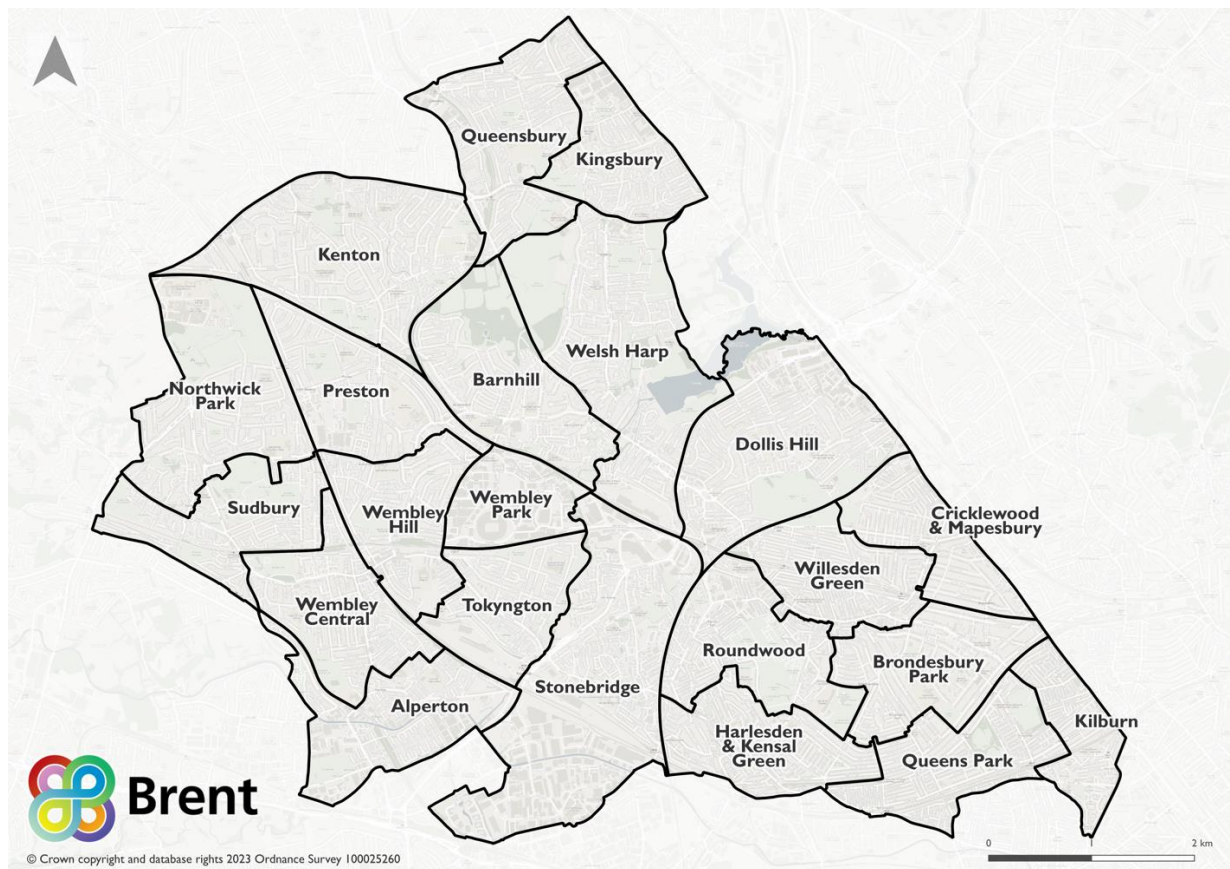 Queensbury
Kingsbury
Kenton
Welsh Harp
Barnhill
Northwick
Park
Preston
Dollis Hill
Sudbury
Wembley
Hill
Wembley
Park
Cricklewood
& Mapesbury
Willesden
Green
Wembley
Central
Tokyngton
Roundwood
Brondesbury
Park
Stonebridge
Alperton
Harlesden
& Kensal
Green
Queens Park
Kilburn
Brent
© Crown copyright and database rights 2023 Ordnance Survey 100025260
0 1 2 km